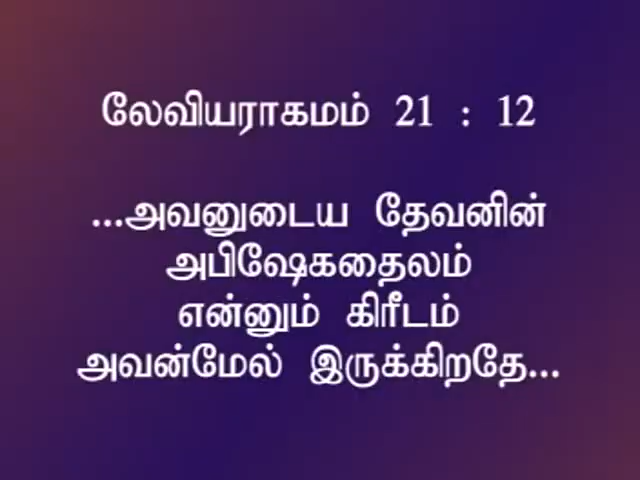 லேவியராகமம் 21 : 12
...அவனுடைய தேவனின்
அபிஷேகதைலம்
என்னும் கிரீடம்
அவன்மேல் இருக்கிறதே...